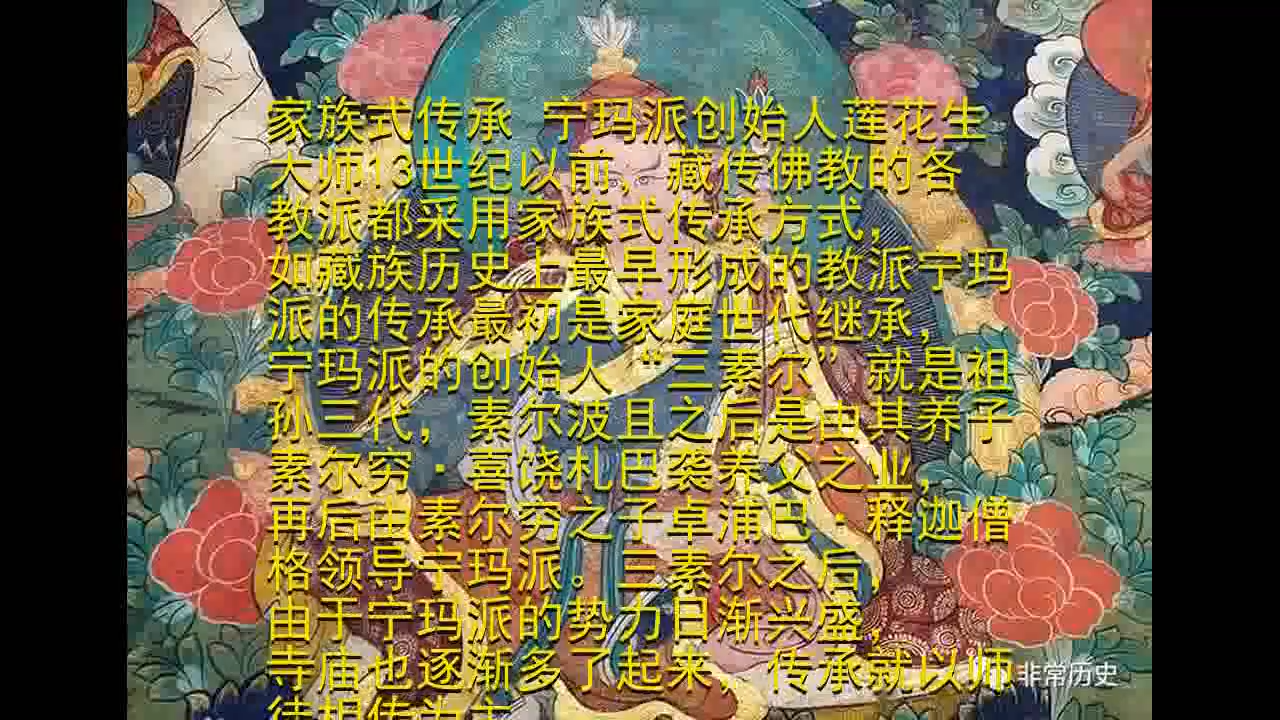 家族式传承 宁玛派创始人莲花生
大师13世纪以前，藏传佛教的各
教派都采用家族式传承方式，
如藏族历史上最早形成的教派宁玛
派的传承最初是家庭世代继承，
宁玛派的创始人“三素尔”就是祖
孙三代，素尔波且之后是由其养子
素尔穷·喜饶札巴袭养父之业，
再后由素尔穷之子卓浦巴·释迦僧
格领导宁玛派。三素尔之后，
由于宁玛派的势力日渐兴盛，
寺庙也逐渐多了起来，传承就以师
徒相传为主
非常历史